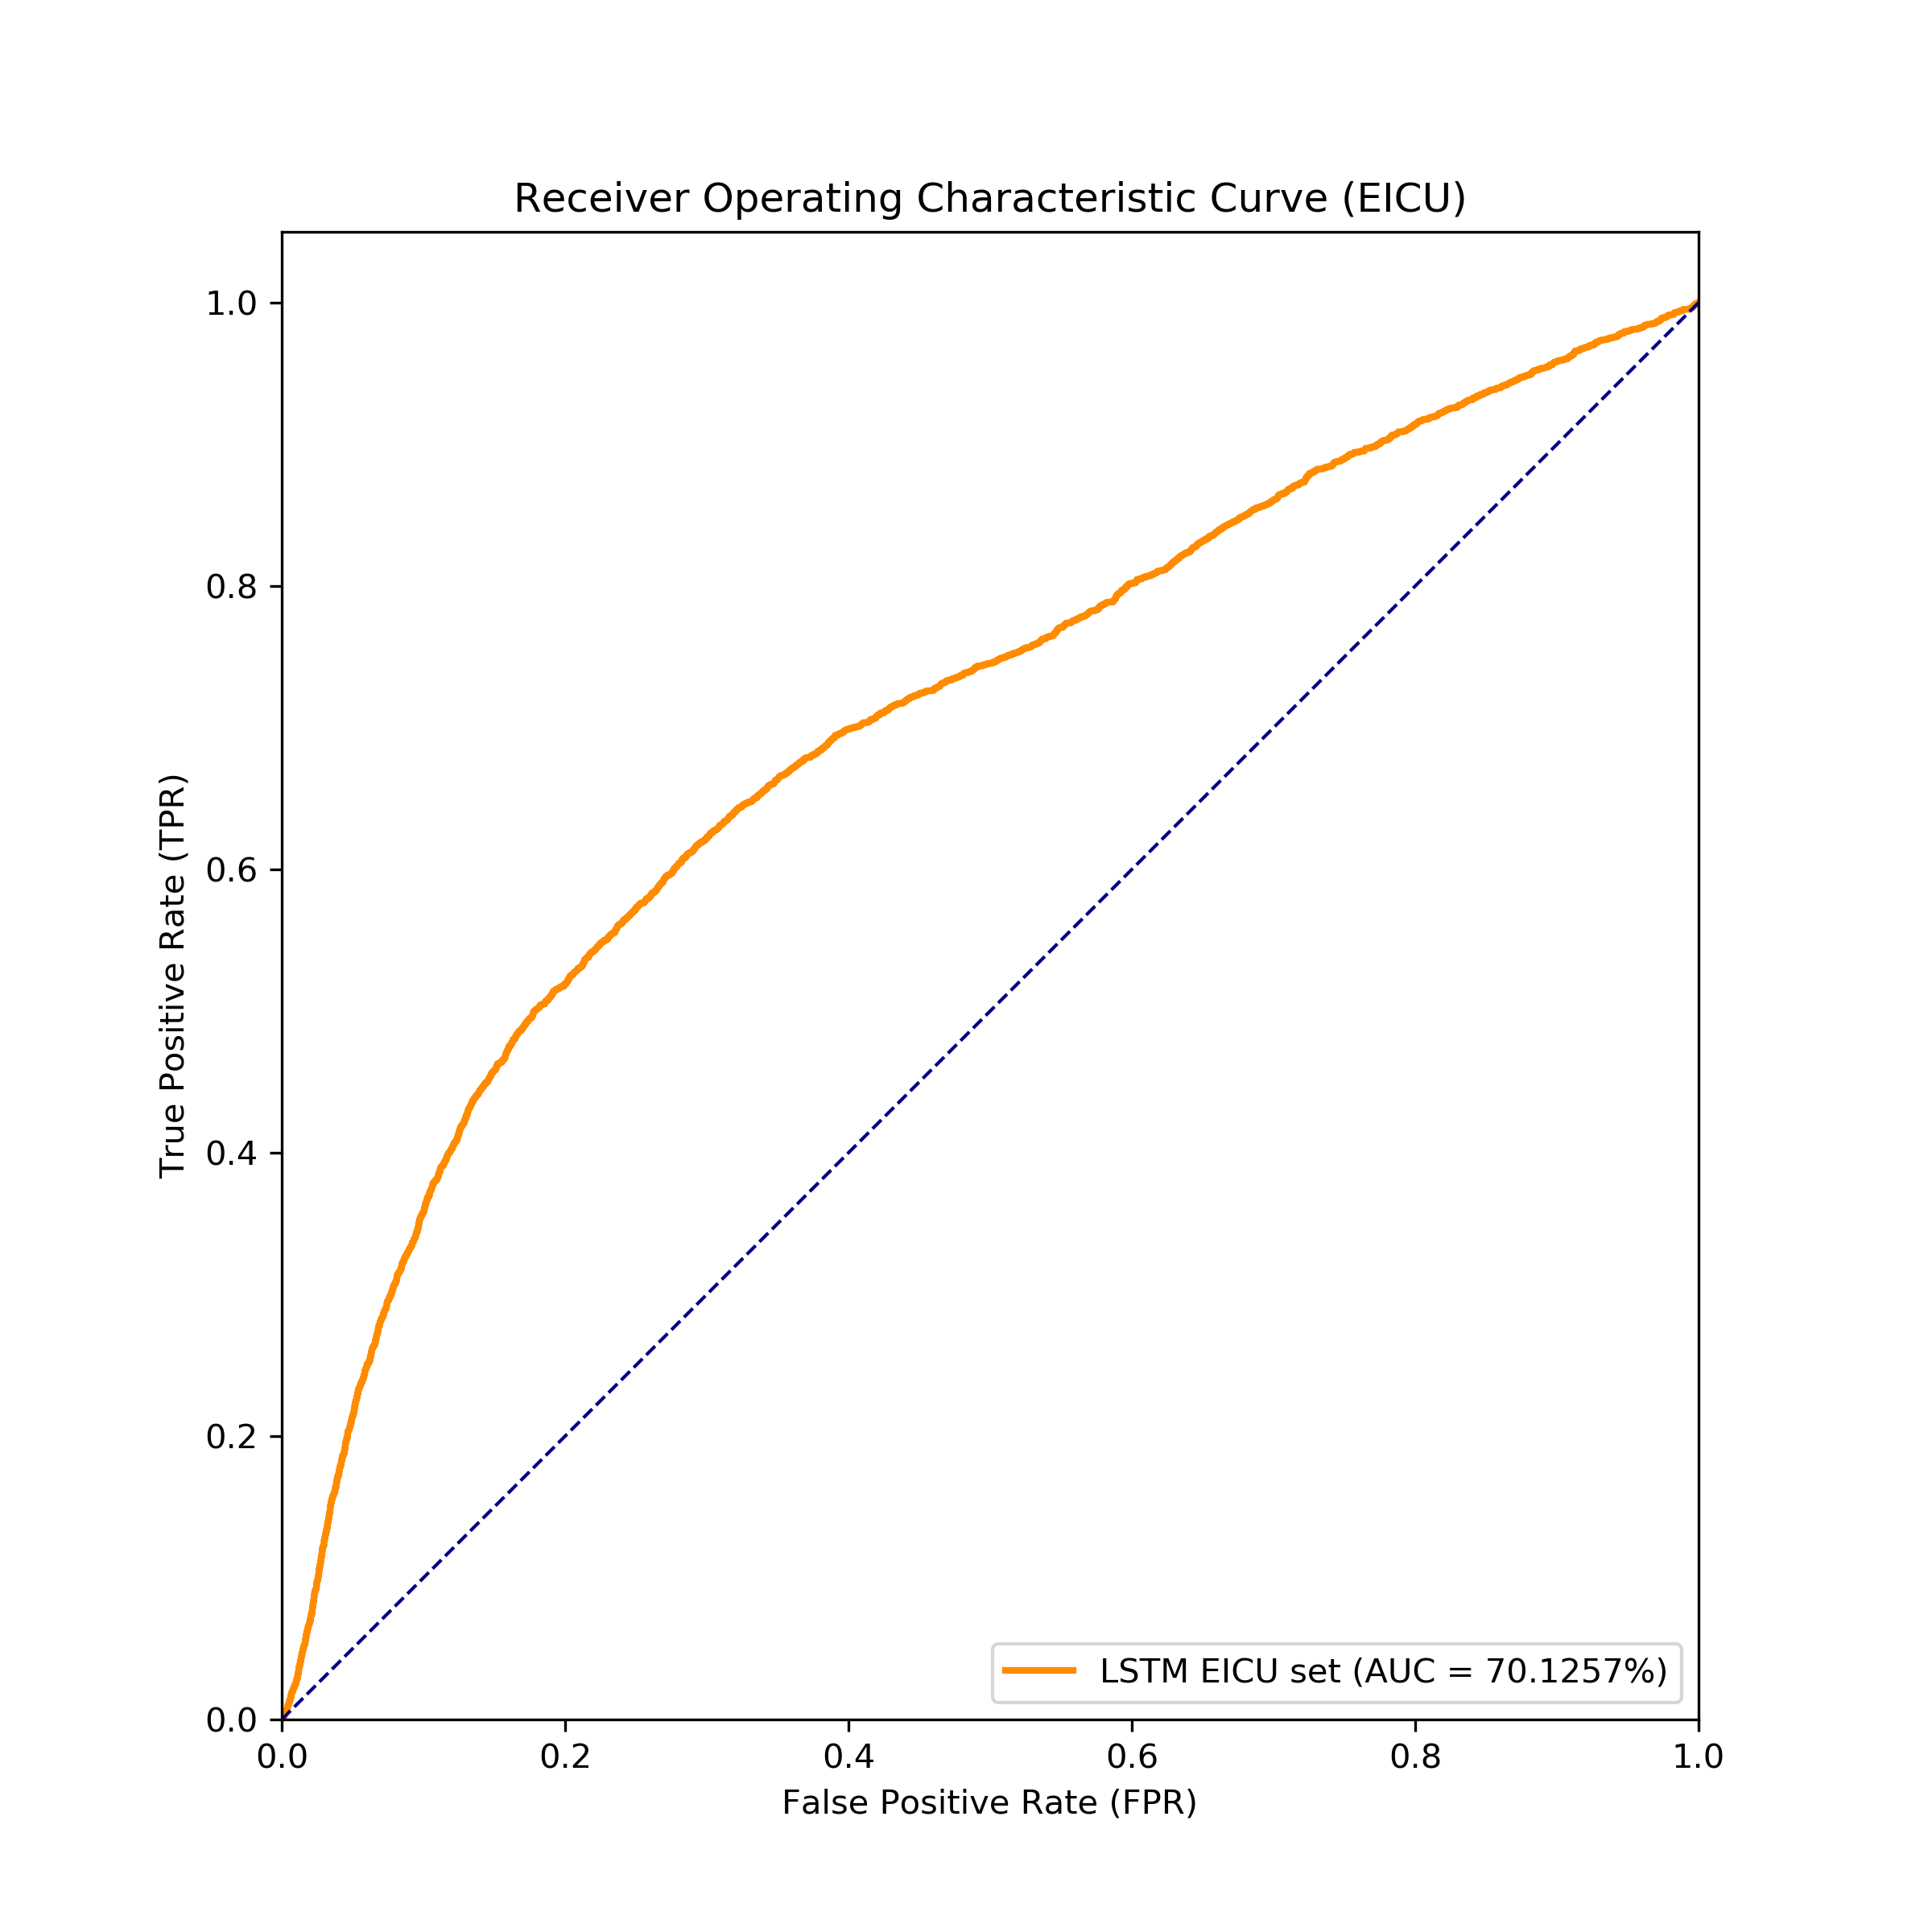 Receiver Operating Characteristic Curve (EICU)
1.0
0.8
0.6
0.4
0.2
0.0
True Positive Rate (TPR)
LSTM EICU set (AUC = 70.1257%)
0.0 0.2 0.4 0.6 0.8 1.0
False Positive Rate (FPR)